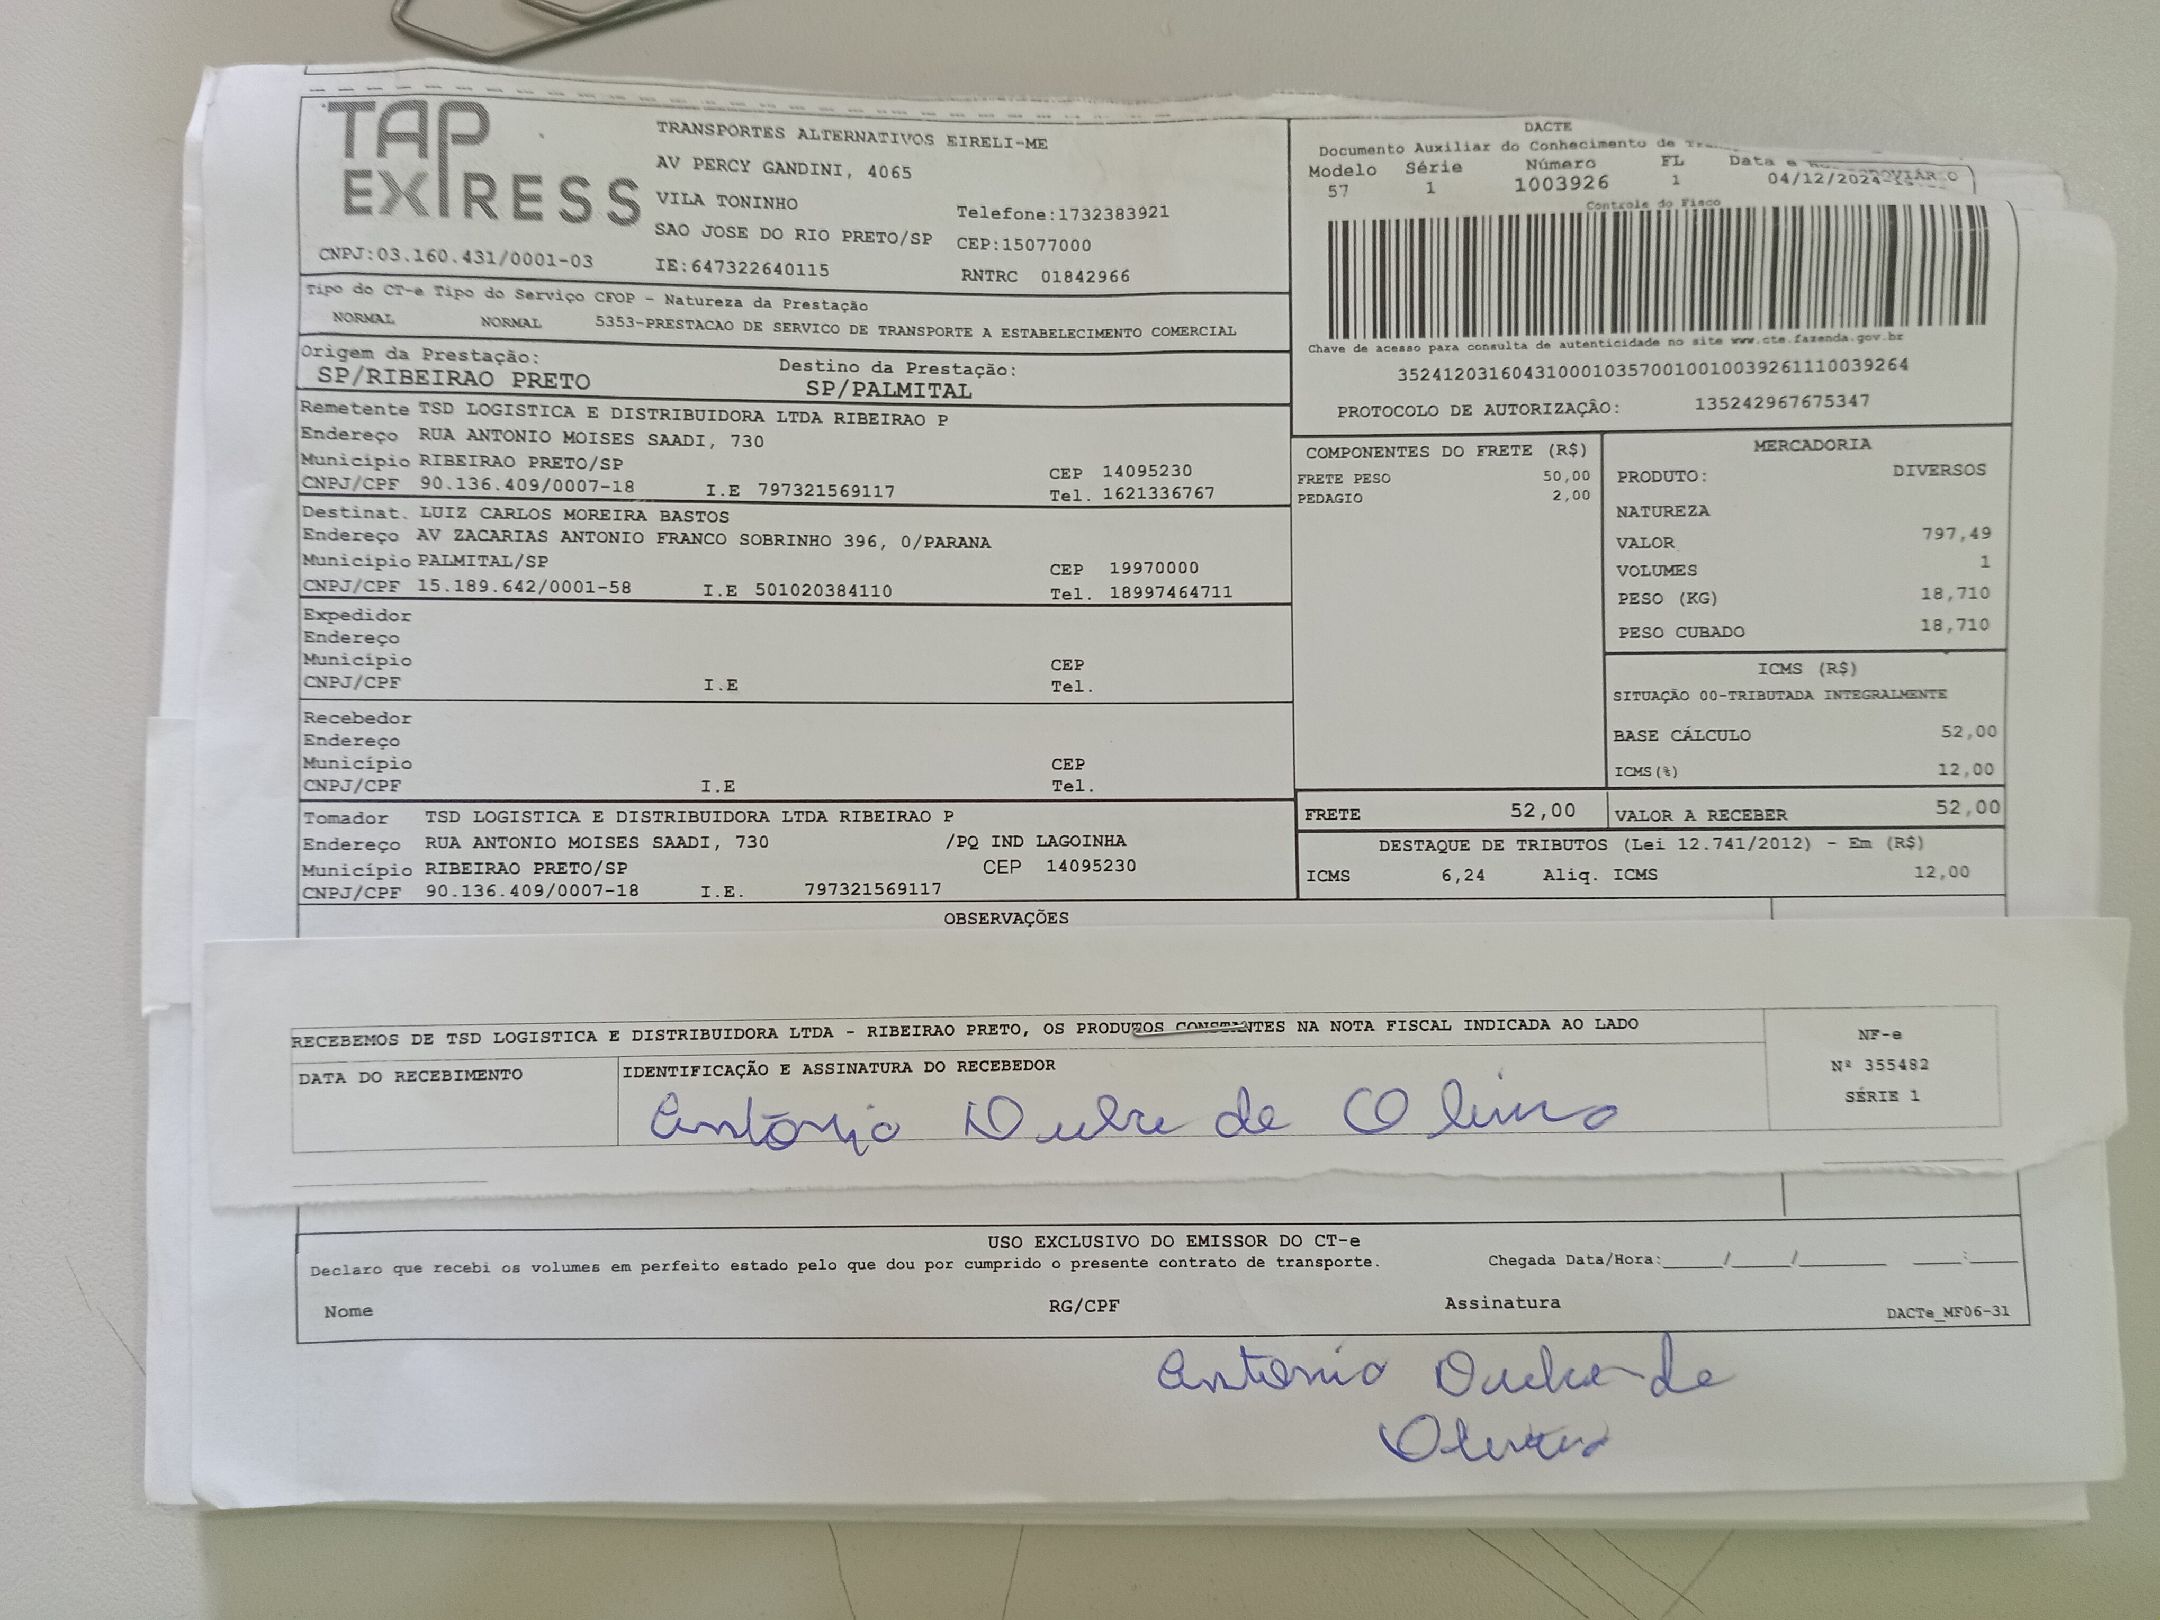 TAP EXPRESS
TRANSPORTES ALTERNATIVOS EIRELI-ME
AV PERCY GANDINI, 4065
VILA TONINHO
Telefone:1732383921
SAO JOSE DO RIO PRETO/SP CEP:15077000
CNPJ:03.160.431/0001-03 IE:647322640115 RNTRC 01842966
Tipo do CT-e Tipo do Serviço CFOP - Natureza da Prestação
NORMAL NORMAL 5353-PRESTACAO DE SERVICO DE TRANSPORTE A ESTABELECIMENTO COMERCIAL
Origem da Prestação: Destino da Prestação:
SP/RIBEIRAO PRETO SP/PALMITAL
Remetente TSD LOGISTICA E DISTRIBUIDORA LTDA RIBEIRAO P
Endereço RUA ANTONIO MOISES SAADI, 730
Município RIBEIRAO PRETO/SP CEP 14095230
CNPJ/CPF 90.136.409/0007-18 I.E 797321569117 Tel. 1621336767
Destinat. LUIZ CARLOS MOREIRA BASTOS
Endereço AV ZACARIAS ANTONIO FRANCO SOBRINHO 396, 0/PARANA
Município PALMITAL/SP CEP 19970000
CNPJ/CPF 15.189.642/0001-58 I.E 501020384110 Tel. 18997464711
Expedidor
Endereço
Município CEP
CNPJ/CPF I.E Tel.
Recebedor
Endereço
Município CEP
CNPJ/CPF I.E Tel.
Tomador TSD LOGISTICA E DISTRIBUIDORA LTDA RIBEIRAO P
Endereço RUA ANTONIO MOISES SAADI, 730 /PQ IND LAGOINHA
Município RIBEIRAO PRETO/SP CEP 14095230
CNPJ/CPF 90.136.409/0007-18 I.E. 797321569117
DACTE
Documento Auxiliar do Conhecimento de
Modelo Série Número FL Data e
57 1 1003926 1 04/12/2024
Controle do Fisco
Chave de acesso para consulta de autenticidade no site www.cte.fazenda.gov.br
35241203160431000103570010010039261110039264
PROTOCOLO DE AUTORIZAÇÃO: 135242967675347
COMPONENTES DO FRETE (R$)
FRETE PESO 50,00
PEDAGIO 2,00
MERCADORIA
PRODUTO: DIVERSOS
NATUREZA
VALOR 797,49
VOLUMES 1
PESO (KG) 18,710
PESO CUBADO 18,710
ICMS (R$)
SITUAÇÃO 00-TRIBUTADA INTEGRALMENTE
BASE CÁLCULO 52,00
ICMS(%) 12,00
FRETE 52,00 VALOR A RECEBER 52,00
DESTAQUE DE TRIBUTOS (Lei 12.741/2012) - Em (R$)
ICMS 6,24 Aliq. ICMS 12,00
OBSERVAÇÕES
RECEBEMOS DE TSD LOGISTICA E DISTRIBUIDORA LTDA - RIBEIRAO PRETO, OS PRODUTOS CONSTANTES NA NOTA FISCAL INDICADA AO LADO
DATA DO RECEBIMENTO IDENTIFICAÇÃO E ASSINATURA DO RECEBEDOR
Antônio de
NF-e
Nº 355482
SÉRIE 1
USO EXCLUSIVO DO EMISSOR DO CT-e
Declaro que recebi os volumes em perfeito estado pelo que dou por cumprido o presente contrato de transporte. Chegada Data/Hora:_____/_____/_______ ____:____
Nome RG/CPF Assinatura DACTe_MF06-31
Antonio de